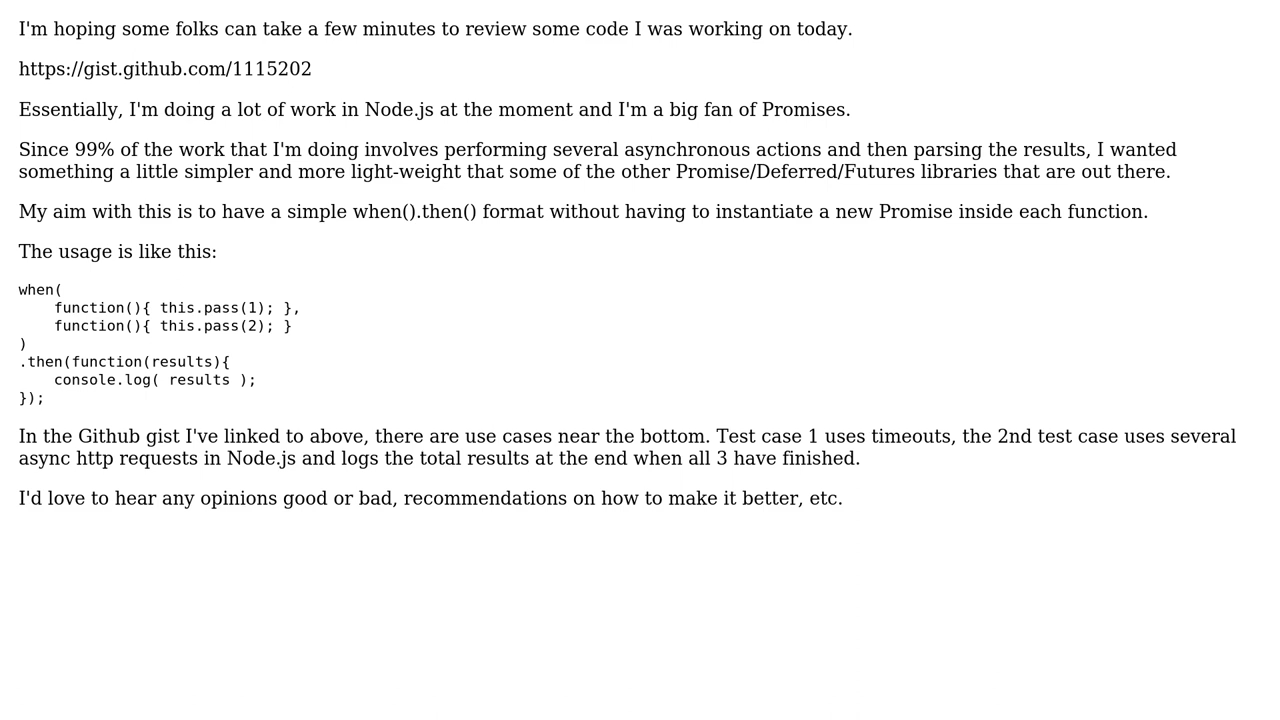 I'm hoping some folks can take a few minutes to review some code I was working on today.
https://gist.github.com/1115202
Essentially, I'm doing a lot of work in Node.js at the moment and I'm a big fan of Promises.
Since 99% of the work that I'm doing involves performing several asynchronous actions and then parsing the results, I wanted
something a little simpler and more light-weight that some of the other Promise/Deferred/Futures libraries that are out there.
My aim with this is to have a simple when().then() format without having to instantiate a new Promise inside each function.
The usage is like this:
when(
    function(){ this.pass(1); },
    function(){ this.pass(2); }
)
.then(function(results){
    console.log( results );
});
In the Github gist I've linked to above, there are use cases near the bottom. Test case 1 uses timeouts, the 2nd test case uses several
async http requests in Node.js and logs the total results at the end when all 3 have finished.
I'd love to hear any opinions good or bad, recommendations on how to make it better, etc.